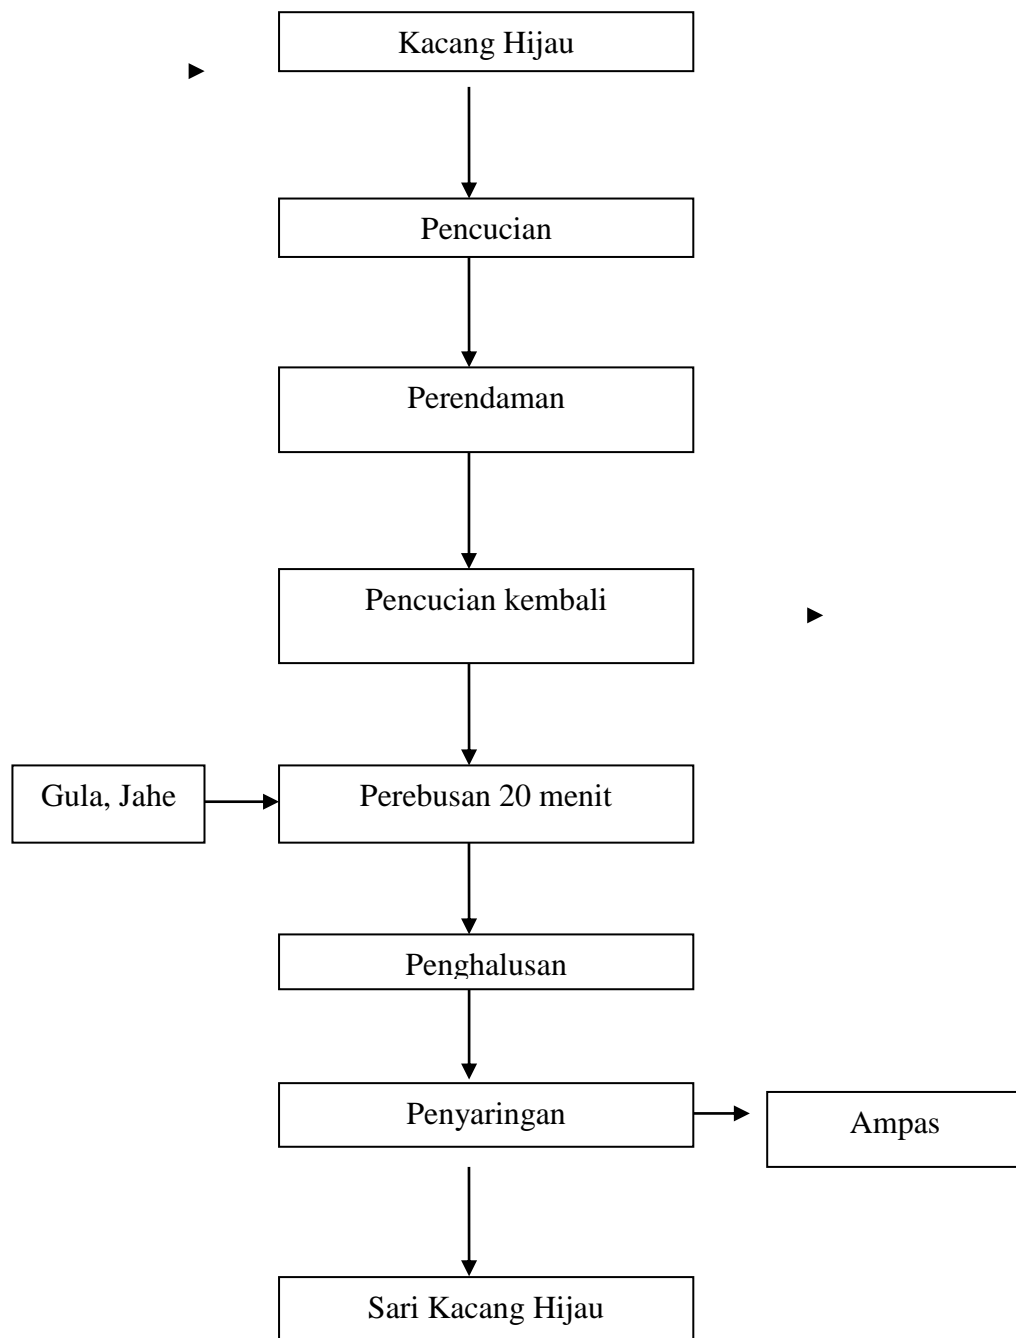 Kacang Hijau
Pencucian
Perendaman
Pencucian kembali
Gula, Jahe
Perebusan 20 menit
Penghalusan
Penyaringan
Ampas
Sari Kacang Hijau